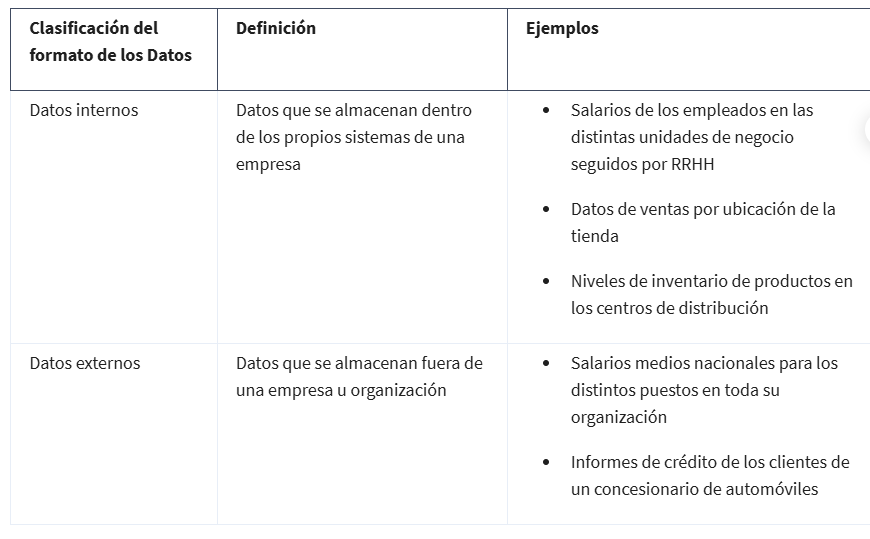 Clasificación del
formato de los Datos
Definición
Ejemplos
Datos internos
Datos que se almacenan dentro
de los propios sistemas de una
empresa
• Salarios de los empleados en las
distintas unidades de negocio
seguidos por RRHH
• Datos de ventas por ubicación de la
tienda
• Niveles de inventario de productos en
los centros de distribución
Datos externos
Datos que se almacenan fuera de
una empresa u organización
• Salarios medios nacionales para los
distintos puestos en toda su
organización
• Informes de crédito de los clientes de
un concesionario de automóviles